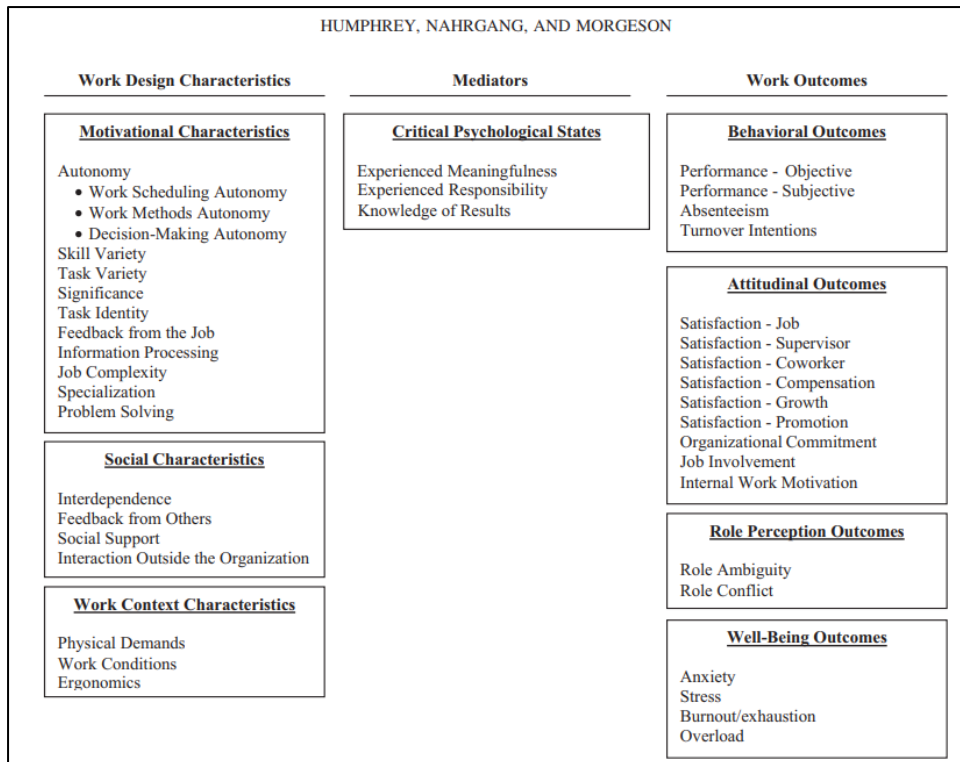 HUMPHREY, NAHRGANG, AND MORGESON
Work Design Characteristics
Motivational Characteristics
Autonomy
• Work Scheduling Autonomy
• Work Methods Autonomy
• Decision-Making Autonomy
Skill Variety
Task Variety
Significance
Task Identity
Feedback from the Job
Information Processing
Job Complexity
Specialization
Problem Solving
Social Characteristics
Interdependence
Feedback from Others
Social Support
Interaction Outside the Organization
Work Context Characteristics
Physical Demands
Work Conditions
Ergonomics
Mediators
Critical Psychological States
Experienced Meaningfulness
Experienced Responsibility
Knowledge of Results
Work Outcomes
Behavioral Outcomes
Performance - Objective
Performance - Subjective
Absenteeism
Turnover Intentions
Attitudinal Outcomes
Satisfaction - Job
Satisfaction - Supervisor
Satisfaction - Coworker
Satisfaction - Compensation
Satisfaction - Growth
Satisfaction - Promotion
Organizational Commitment
Job Involvement
Internal Work Motivation
Role Perception Outcomes
Role Ambiguity
Role Conflict
Well-Being Outcomes
Anxiety
Stress
Burnout/exhaustion
Overload